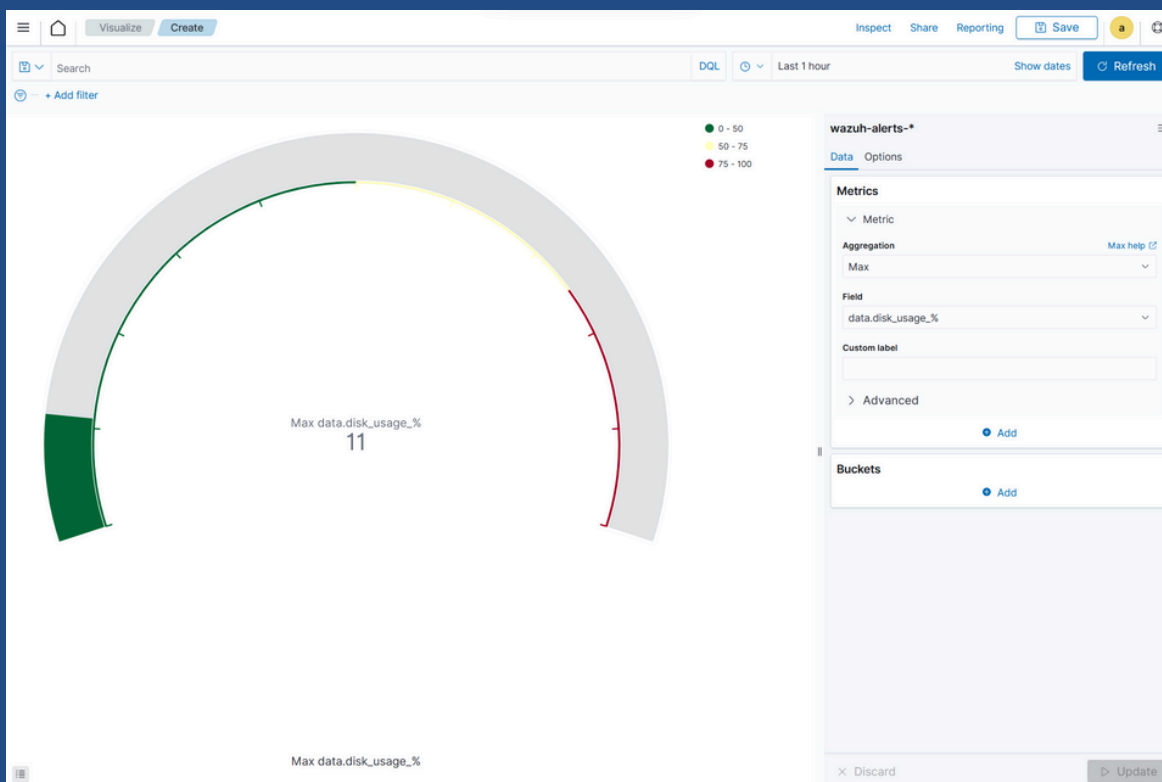 Visualize Create Inspect Share Reporting Save a
Search DQL Last 1 hour Show dates Refresh
+ Add filter
0 - 50
50 - 75
75 - 100
Max data.disk_usage_%
11
Max data.disk_usage_%
wazuh-alerts-*
Data Options
Metrics
Metric
Aggregation Max help
Max
Field
data.disk_usage_%
Custom label
Advanced
Add
Buckets
Add
Discard Update